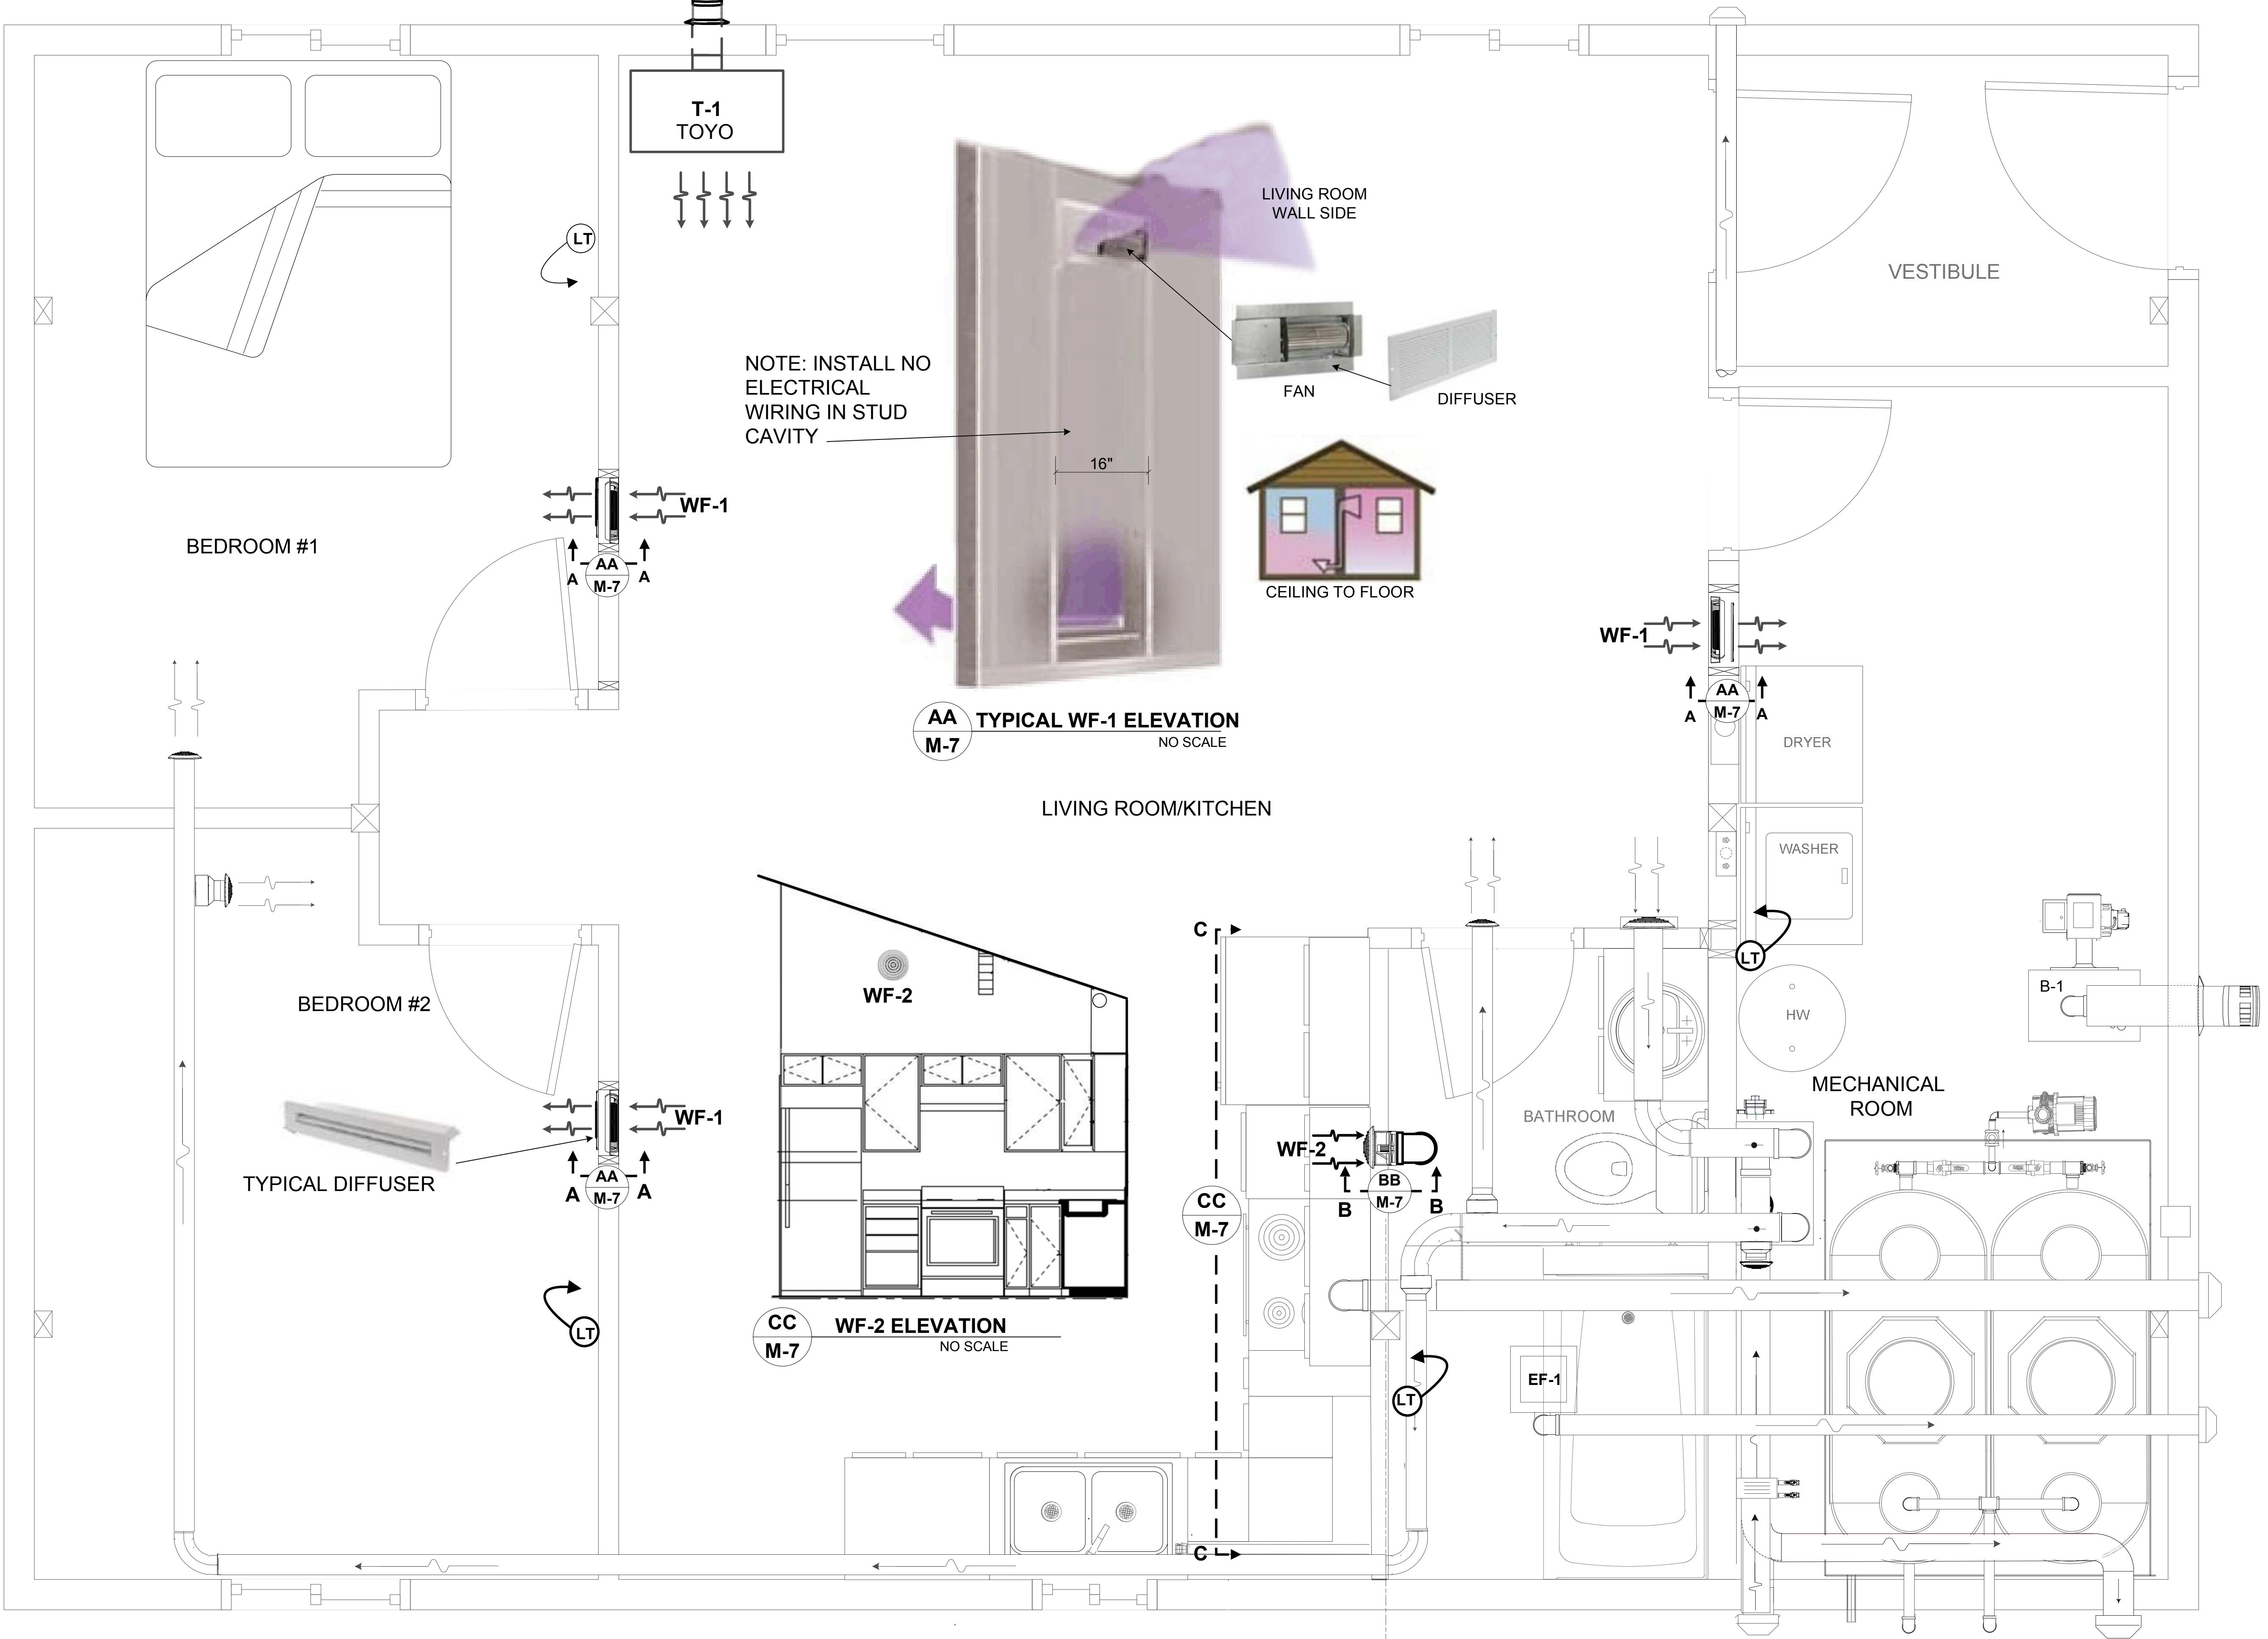 T-1
TOYO
LIVING ROOM
WALL SIDE
LT
VESTIBULE
NOTE: INSTALL NO
ELECTRICAL
WIRING IN STUD
CAVITY
FAN
DIFFUSER
16"
WF-1
BEDROOM #1
A
AA
M-7
A
CEILING TO FLOOR
WF-1
A
AA
M-7
A
AA
M-7
TYPICAL WF-1 ELEVATION
NO SCALE
DRYER
LIVING ROOM/KITCHEN
WASHER
C
LT
WF-2
BEDROOM #2
B-1
HW
MECHANICAL
ROOM
WF-1
BATHROOM
WF-2
TYPICAL DIFFUSER
A
AA
M-7
A
B
BB
M-7
B
CC
M-7
LT
CC
M-7
WF-2 ELEVATION
NO SCALE
EF-1
LT
C